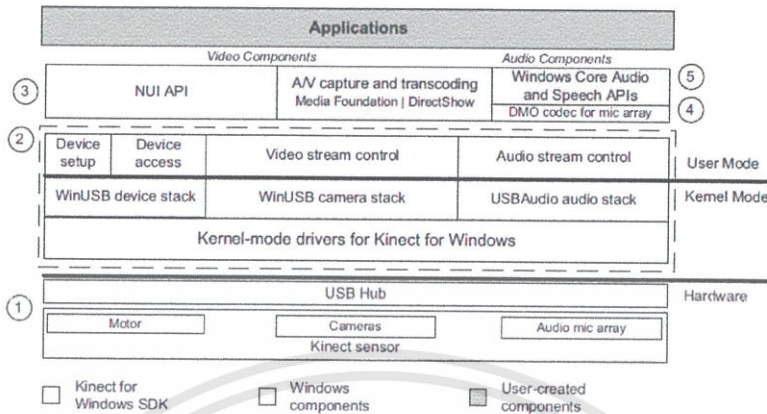 Applications
Video Components
Audio Components
③
NUI API
A/V capture and transcoding
Media Foundation | DirectShow
Windows Core Audio
and Speech APIs
⑤
DMO codec for mic array
④
②
Device
setup
Device
access
Video stream control
Audio stream control
User Mode
WinUSB device stack
WinUSB camera stack
USBAudio audio stack
Kernel Mode
Kernel-mode drivers for Kinect for Windows
①
USB Hub
Hardware
Motor
Cameras
Audio mic array
Kinect sensor
Kinect for
Windows SDK
Windows
components
User-created
components